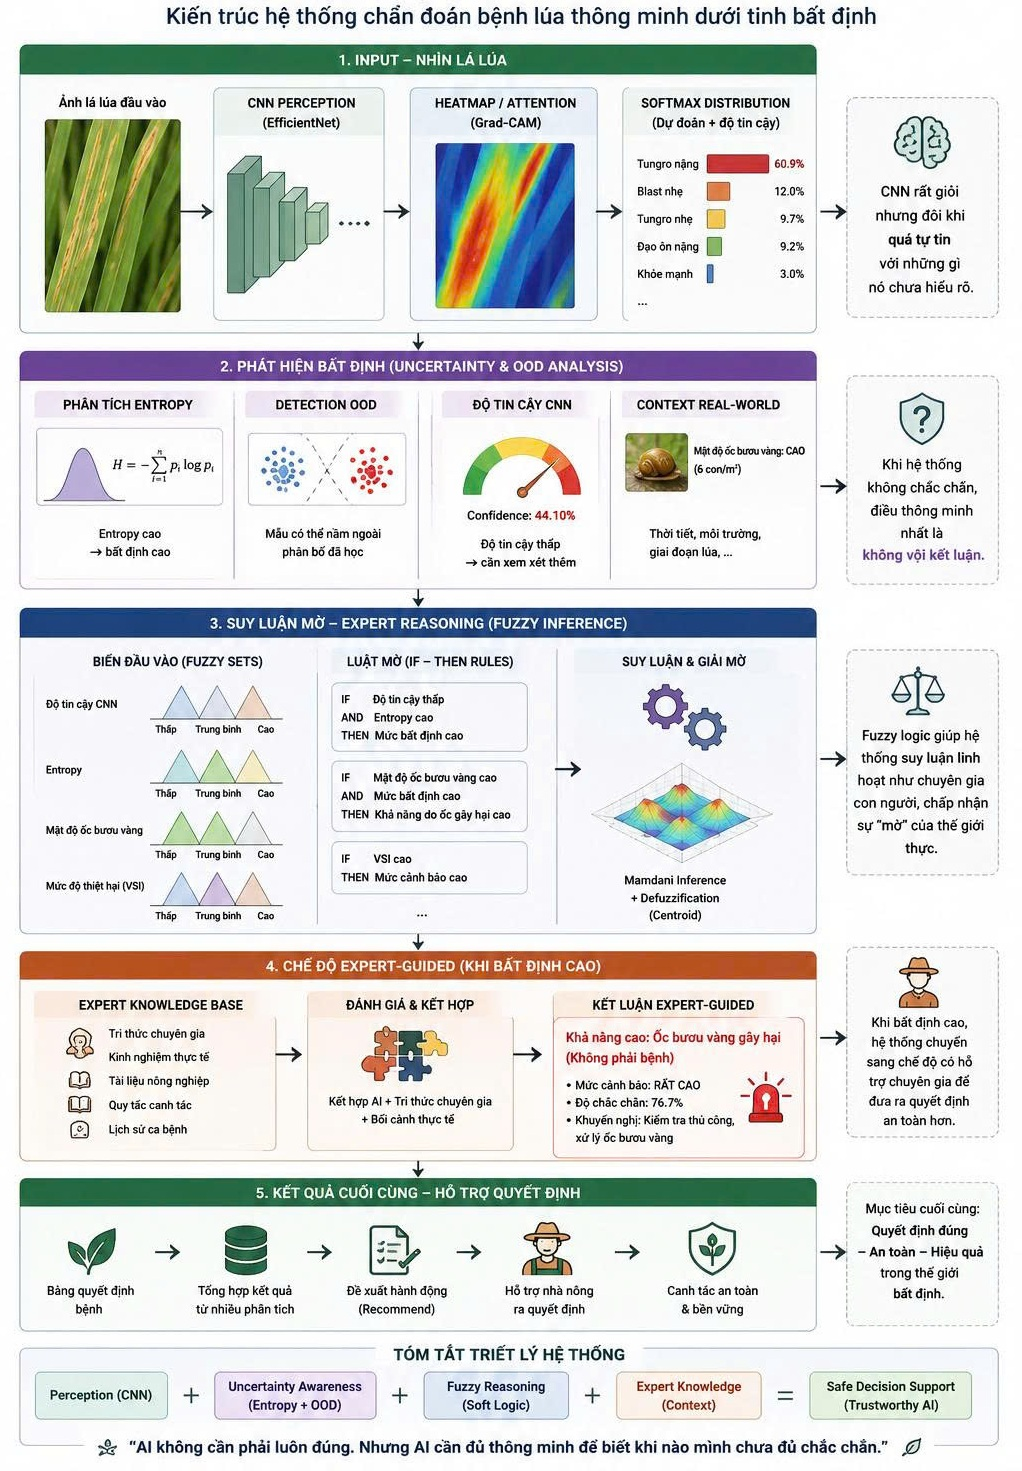 Kiến trúc hệ thống chẩn đoán bệnh lúa thông minh dưới tinh bất định
1. INPUT – NHÌN LÁ LÚA
Ảnh lá lúa đầu vào
CNN PERCEPTION
(EfficientNet)
HEATMAP / ATTENTION
(Grad-CAM)
SOFTMAX DISTRIBUTION
(Dự đoán + độ tin cậy)
Tungro nặng 60.9%
Blast nhẹ 12.0%
Tungro nhẹ 9.7%
Đạo ôn nặng 9.2%
Khỏe mạnh 3.0%
...
CNN rất giỏi
nhưng đôi khi
quá tự tin
với những gì
nó chưa hiểu rõ.
2. PHÁT HIỆN BẤT ĐỊNH (UNCERTAINTY & OOD ANALYSIS)
PHÂN TÍCH ENTROPY
H = −∑ⁿᵢ₌₁ pᵢ log pᵢ
Entropy cao
→ bất định cao
DETECTION OOD
Mẫu có thể nằm ngoài
phân bố đã học
ĐỘ TIN CẬY CNN
Confidence: 44.10%
Độ tin cậy thấp
→ cần xem xét thêm
CONTEXT REAL-WORLD
Mật độ ốc bươu vàng: CAO
(6 con/m²)
Thời tiết, môi trường,
giai đoạn lúa, ...
Khi hệ thống
không chắc chắn,
điều thông minh
nhất là
không vội kết luận.
3. SUY LUẬN MỜ – EXPERT REASONING (FUZZY INFERENCE)
BIẾN ĐẦU VÀO (FUZZY SETS)
Độ tin cậy CNN
Thấp Trung bình Cao
Entropy
Thấp Trung bình Cao
Mật độ ốc bươu vàng
Thấp Trung bình Cao
Mức độ thiệt hại (VSI)
Thấp Trung bình Cao
LUẬT MỜ (IF – THEN RULES)
IF Độ tin cậy thấp
AND Entropy cao
THEN Mức bất định cao
IF Mật độ ốc bươu vàng cao
AND Mức bất định cao
THEN Khả năng do ốc gây hại cao
IF VSI cao
THEN Mức cảnh báo cao
...
SUY LUẬN & GIẢI MỜ
Mamdani Inference
+ Defuzzification
(Centroid)
Fuzzy logic giúp hệ
thống suy luận linh
hoạt như chuyên gia
con người, chấp nhận
sự "mờ" của thế giới
thực.
4. CHẾ ĐỘ EXPERT-GUIDED (KHI BẤT ĐỊNH CAO)
EXPERT KNOWLEDGE BASE
Tri thức chuyên gia
Kinh nghiệm thực tế
Tài liệu nông nghiệp
Quy tắc canh tác
Lịch sử ca bệnh
ĐÁNH GIÁ & KẾT HỢP
Kết hợp AI + Tri thức chuyên gia
+ Bối cảnh thực tế
KẾT LUẬN EXPERT-GUIDED
Khả năng cao: Ốc bươu vàng gây hại
(Không phải bệnh)
• Mức cảnh báo: RẤT CAO
• Độ chắc chắn: 76.7%
• Khuyến nghị: Kiểm tra thủ công,
xử lý ốc bươu vàng
Khi bất định cao,
hệ thống chuyển
sang chế độ có hỗ
trợ chuyên gia để
đưa ra quyết định
an toàn hơn.
5. KẾT QUẢ CUỐI CÙNG – HỖ TRỢ QUYẾT ĐỊNH
Bảng quyết định
bệnh
Tổng hợp kết quả
từ nhiều phân tích
Đề xuất hành động
(Recommend)
Hỗ trợ nhà nông
ra quyết định
Canh tác an toàn
& bền vững
Mục tiêu cuối cùng:
Quyết định đúng
– An toàn – Hiệu quả
trong thế giới
bất định.
TÓM TẮT TRIẾT LÝ HỆ THỐNG
Perception (CNN) + Uncertainty Awareness (Entropy + OOD) + Fuzzy Reasoning (Soft Logic) + Expert Knowledge (Context) = Safe Decision Support (Trustworthy AI)
"AI không cần phải luôn đúng. Nhưng AI cần đủ thông minh để biết khi nào mình chưa đủ chắc chắn."